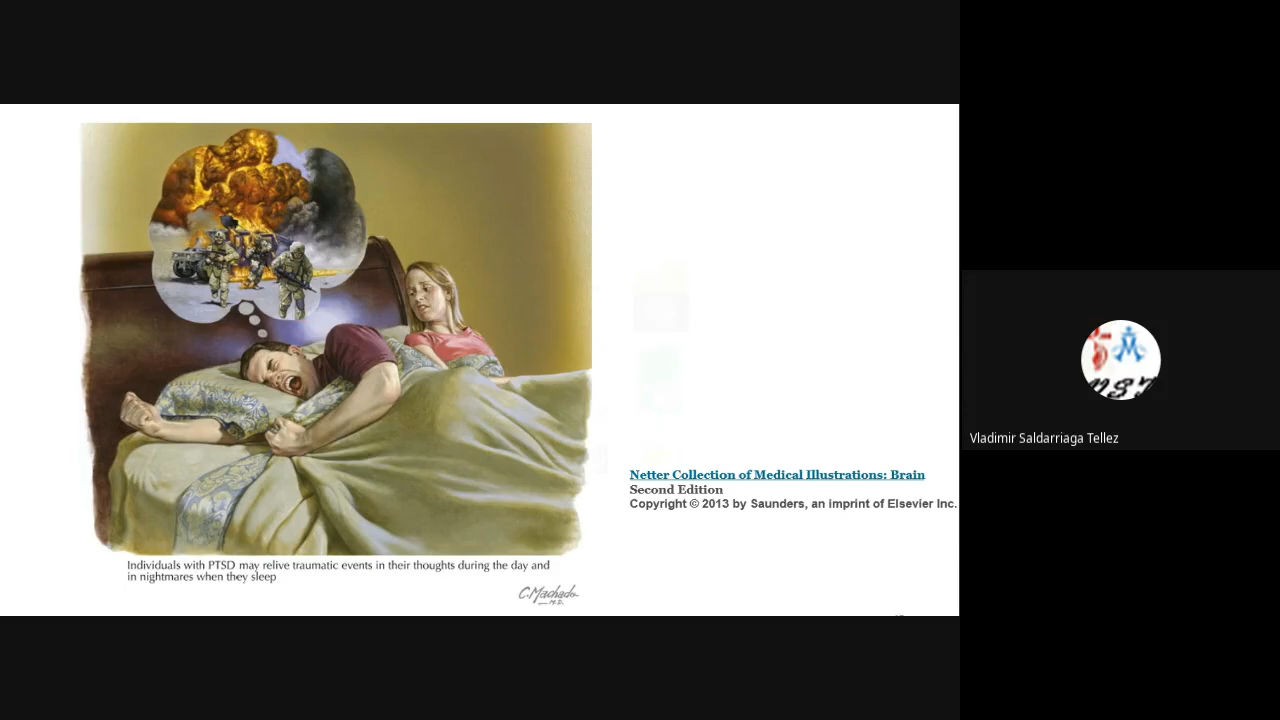 Netter Collection of Medical Illustrations: Brain
Second Edition
Copyright © 2013 by Saunders, an imprint of Elsevier Inc.
Individuals with PTSD may relive traumatic events in their thoughts during the day and
in nightmares when they sleep
C.Machado
M.D.
Vladimir Saldarriaga Tellez